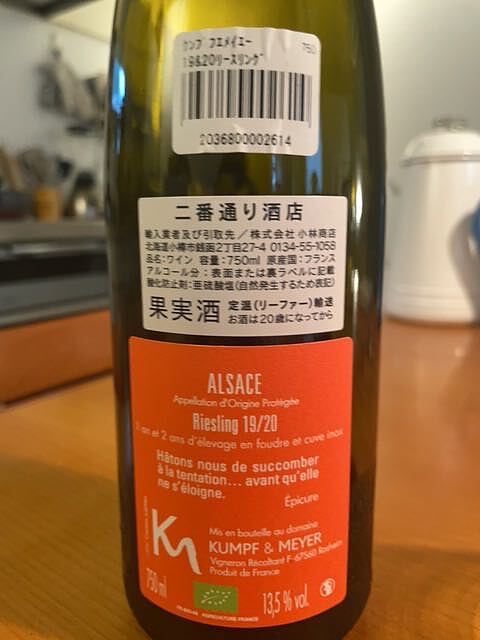 ケンプ フエメイエー 750
19&20リースリング
2036800002614
二番通り酒店
輸入業者及び引取先／株式会社 小林商店
北海道小樽市銭函2丁目27-4 0134-55-1058
品名:ワイン 容量:750ml 原産国:フランス
アルコール分:表面または裏ラベルに記載
酸化防止剤:亜硫酸塩(自然発生するため表記)
果実酒 定温(リーファー)輸送
お酒は20歳になってから
ALSACE
Appellation d'Origine Protégée
Riesling 19/20
an et 2 ans d'élevage en foudre et cuve inox
Hâtons nous de succomber
à la tentation... avant qu'elle
ne s'éloigne.
Épicure
KM
Mis en bouteille au domaine
KUMPF & MEYER
Vigneron Récoltant F-67560 Rosheim
Produit de France
750 ml
FR-BIO-
AGRICULTURE FRANCE
13,5 % vol.